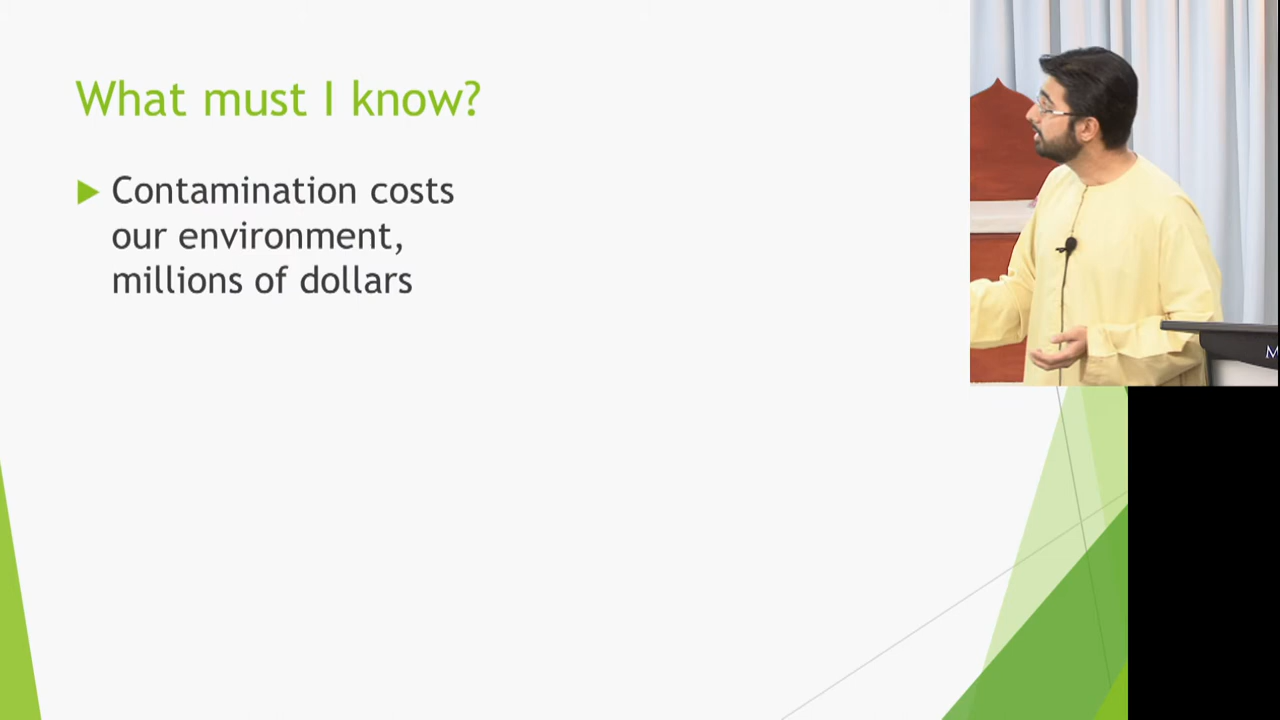 What must I know?
Contamination costs
our environment,
millions of dollars